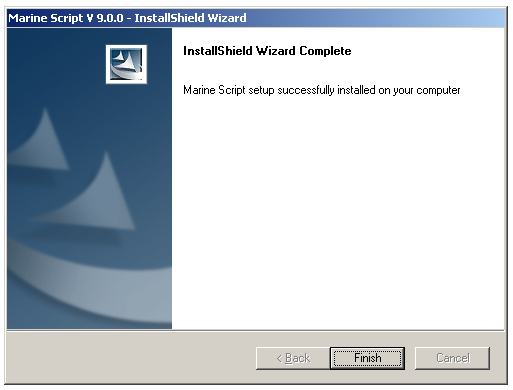 Marine Script V 9.0.0 - InstallShield Wizard
InstallShield Wizard Complete
Marine Script setup successfully installed on your computer
< Back
Finish
Cancel